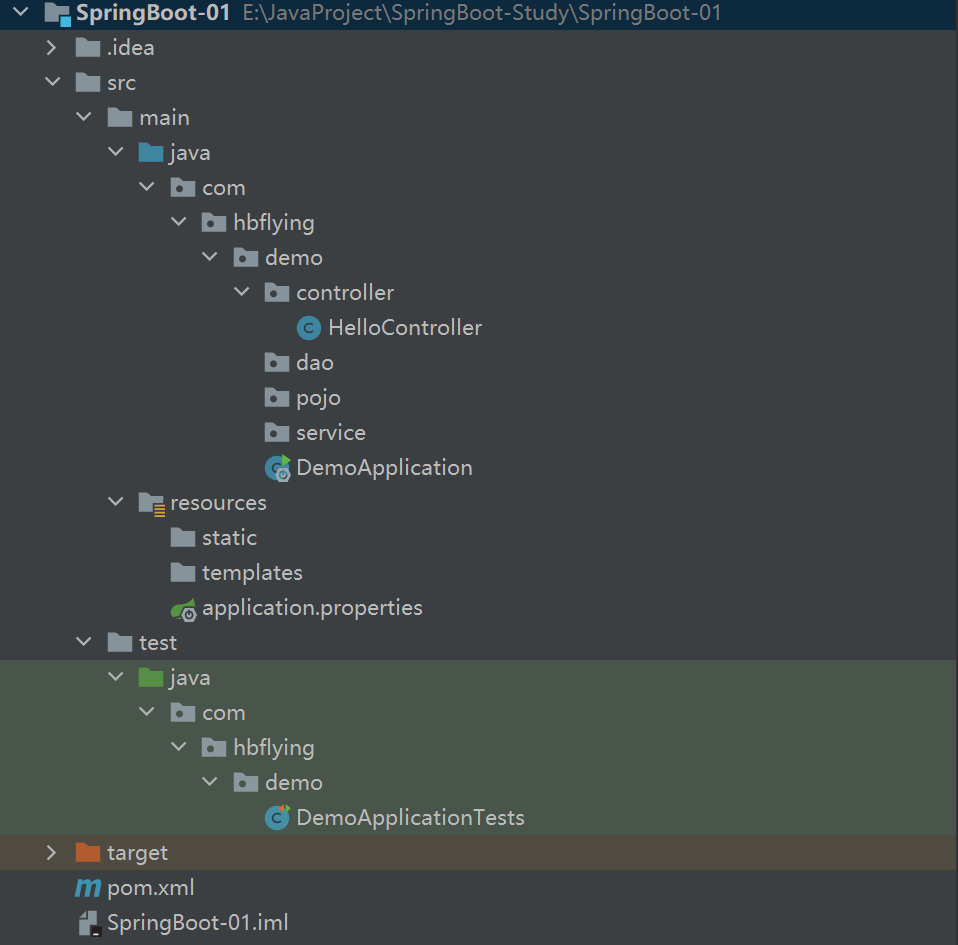 SpringBoot-01 E:\JavaProject\SpringBoot-Study\SpringBoot-01
.idea
src
main
java
com
hbflying
demo
controller
HelloController
dao
pojo
service
DemoApplication
resources
static
templates
application.properties
test
java
com
hbflying
demo
DemoApplicationTests
target
pom.xml
SpringBoot-01.iml